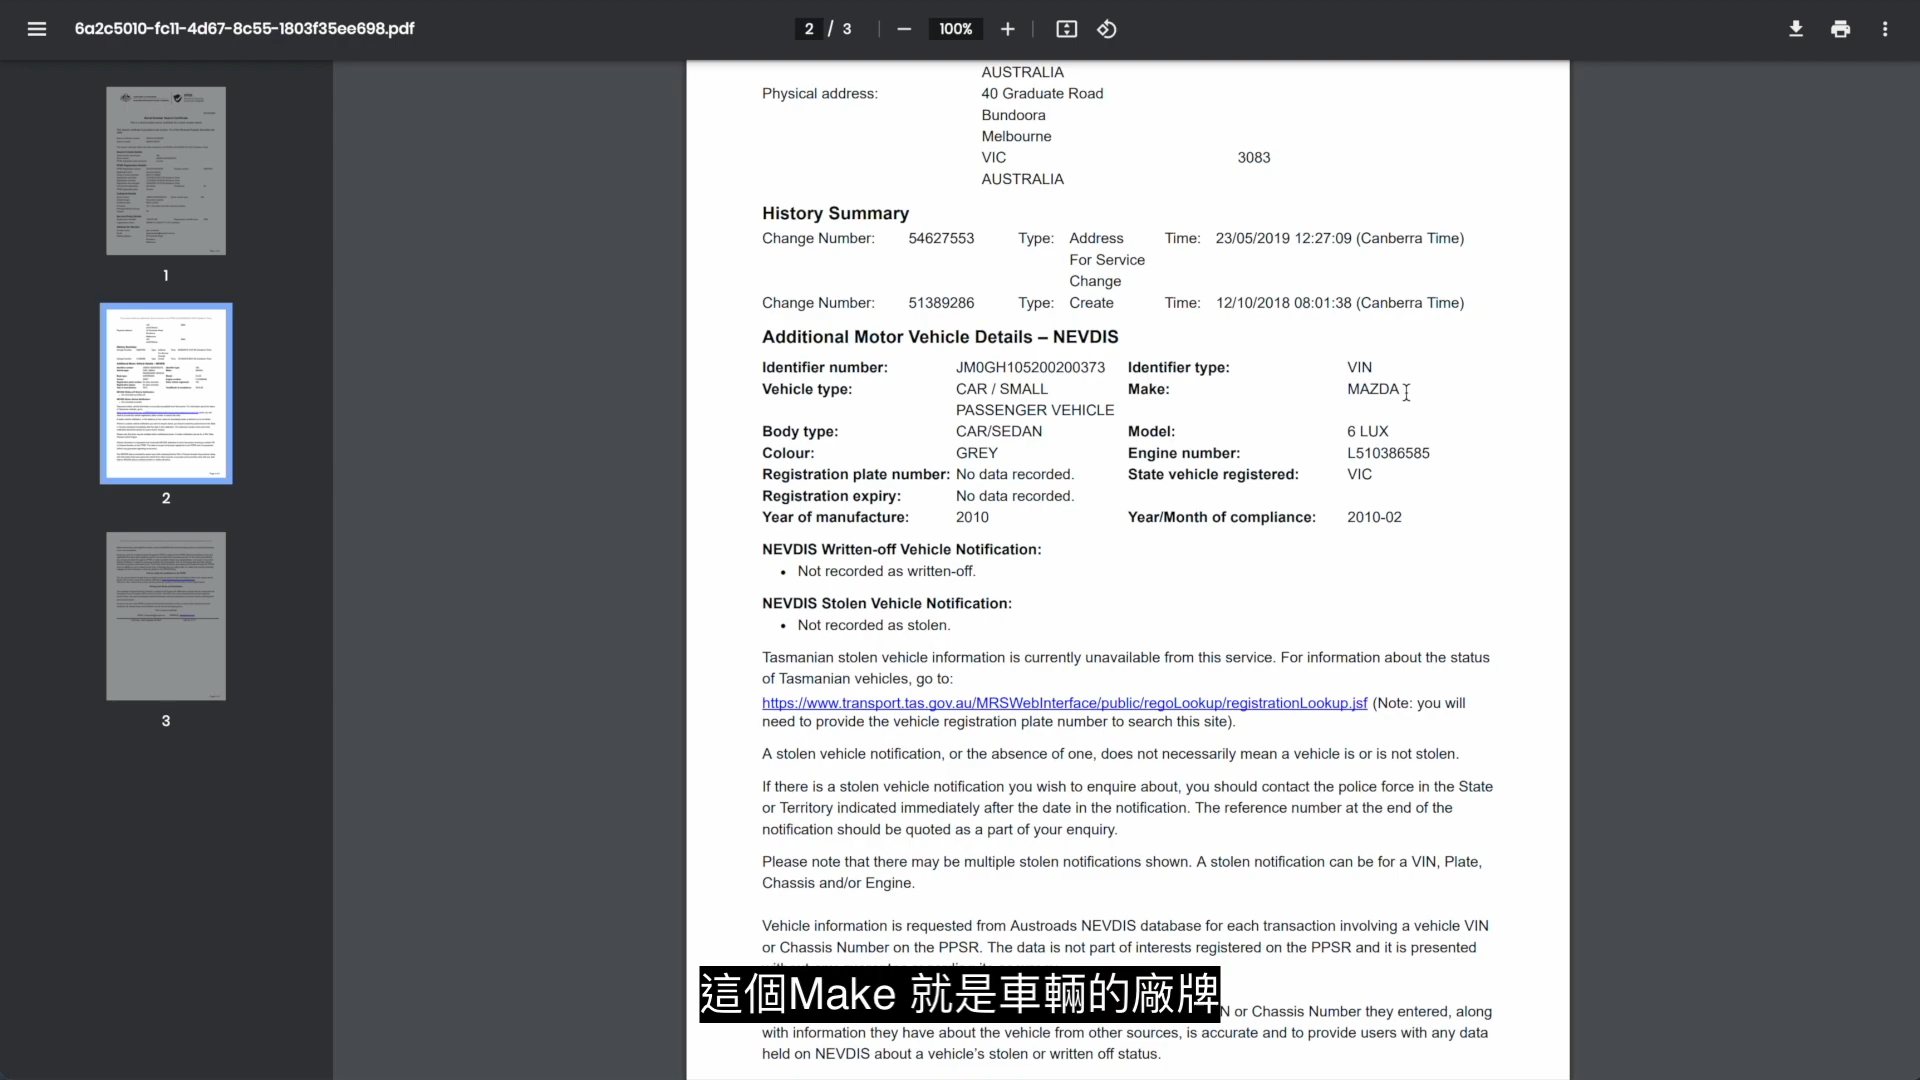 6a2c5010-fc11-4d67-8c55-1803f35ee698.pdf
2 / 3
100%
1
2
3
AUSTRALIA
Physical address: 40 Graduate Road
Bundoora
Melbourne
VIC 3083
AUSTRALIA
History Summary
Change Number: 54627553 Type: Address Time: 23/05/2019 12:27:09 (Canberra Time)
For Service
Change
Change Number: 51389286 Type: Create Time: 12/10/2018 08:01:38 (Canberra Time)
Additional Motor Vehicle Details – NEVDIS
Identifier number: JM0GH105200200373 Identifier type: VIN
Vehicle type: CAR / SMALL Make: MAZDA
PASSENGER VEHICLE
Body type: CAR/SEDAN Model: 6 LUX
Colour: GREY Engine number: L510386585
Registration plate number: No data recorded. State vehicle registered: VIC
Registration expiry: No data recorded.
Year of manufacture: 2010 Year/Month of compliance: 2010-02
NEVDIS Written-off Vehicle Notification:
• Not recorded as written-off.
NEVDIS Stolen Vehicle Notification:
• Not recorded as stolen.
Tasmanian stolen vehicle information is currently unavailable from this service. For information about the status
of Tasmanian vehicles, go to:
https://www.transport.tas.gov.au/MRSWebInterface/public/regoLookup/registrationLookup.jsf (Note: you will
need to provide the vehicle registration plate number to search this site).
A stolen vehicle notification, or the absence of one, does not necessarily mean a vehicle is or is not stolen.
If there is a stolen vehicle notification you wish to enquire about, you should contact the police force in the State
or Territory indicated immediately after the date in the notification. The reference number at the end of the
notification should be quoted as a part of your enquiry.
Please note that there may be multiple stolen notifications shown. A stolen notification can be for a VIN, Plate,
Chassis and/or Engine.
Vehicle information is requested from Austroads NEVDIS database for each transaction involving a vehicle VIN
or Chassis Number on the PPSR. The data is not part of interests registered on the PPSR and it is presented
這個Make 就是車輛的廠牌
or Chassis Number they entered, along
with information they have about the vehicle from other sources, is accurate and to provide users with any data
held on NEVDIS about a vehicle's stolen or written off status.